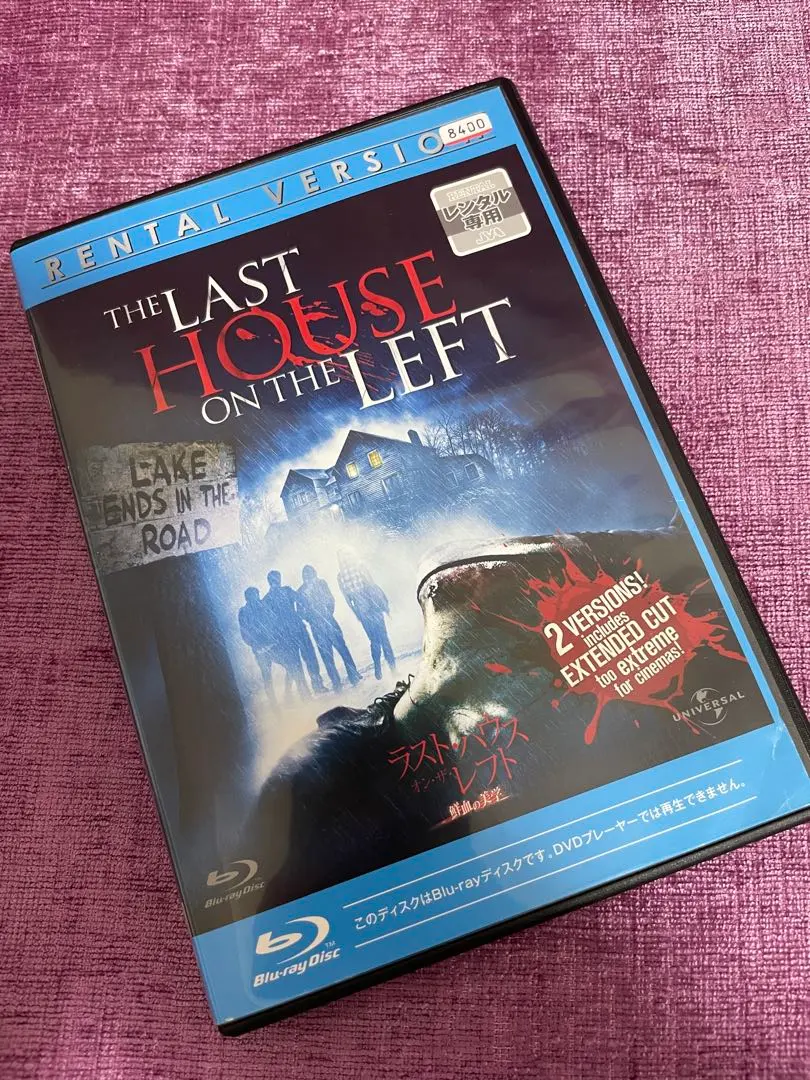 RENTAL VERSIO
8400
RENTAL
レンタル
専用
JVA
THE LAST
HOUSE
ON THE LEFT
LAKE
ENDS IN THE
ROAD
2 VERSIONS!
includes
EXTENDED CUT
too extreme
for cinemas!
UNIVERSAL
ラスト・ハウス
オン・ザ・レフト
鮮血の美学
Blu-ray Disc
Blu-ray Disc™
このディスクはBlu-rayディスクです。DVDプレーヤーでは再生できません。